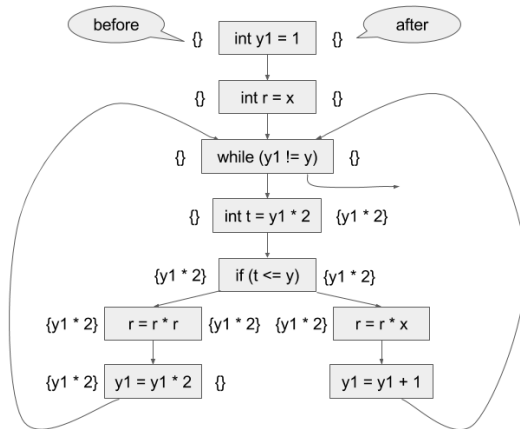 before
after
{} int y1 = 1 {}
{} int r = x {}
{} while (y1 != y) {}
{} int t = y1 * 2 {y1 * 2}
{y1 * 2} if (t <= y) {y1 * 2}
{y1 * 2} r = r * r {y1 * 2} {y1 * 2} r = r * x
{y1 * 2} y1 = y1 * 2 {} y1 = y1 + 1